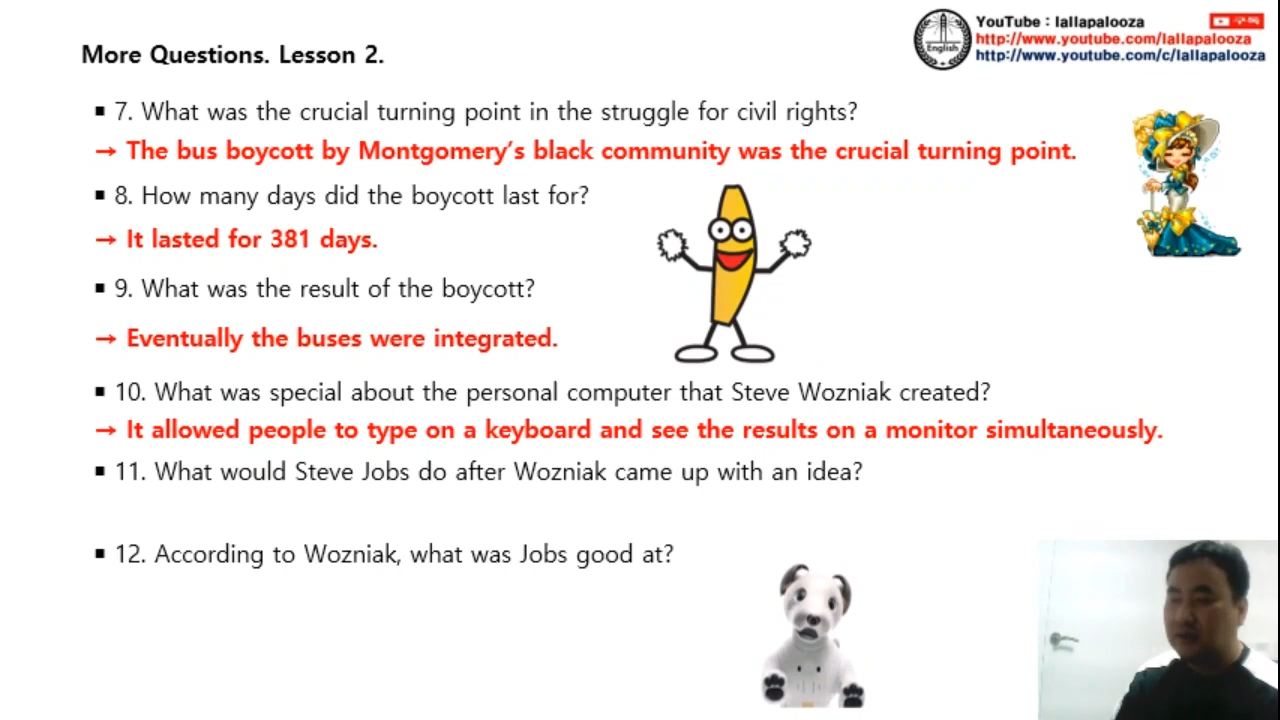 YouTube : lallapalooza
http://www.youtube.com/lallapalooza
http://www.youtube.com/c/lallapalooza
English
More Questions. Lesson 2.
▪ 7. What was the crucial turning point in the struggle for civil rights?
→ The bus boycott by Montgomery’s black community was the crucial turning point.
▪ 8. How many days did the boycott last for?
→ It lasted for 381 days.
▪ 9. What was the result of the boycott?
→ Eventually the buses were integrated.
▪ 10. What was special about the personal computer that Steve Wozniak created?
→ It allowed people to type on a keyboard and see the results on a monitor simultaneously.
▪ 11. What would Steve Jobs do after Wozniak came up with an idea?
▪ 12. According to Wozniak, what was Jobs good at?